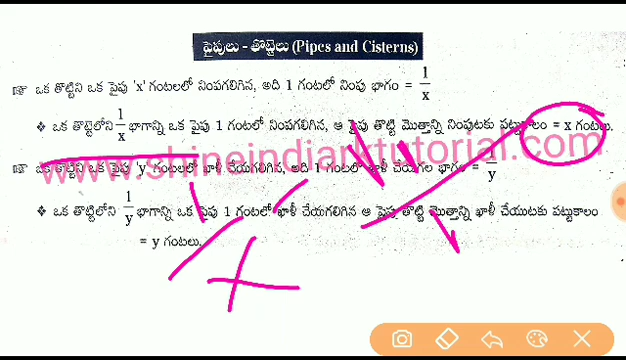 పైపులు - తొట్టెలు (Pipes and Cisterns)
☞ ఒక తొట్టిని ఒక పైపు 'x' గంటలలో నింపగలిగిన, అది 1 గంటలో నింపు భాగం = 1/x
❖ ఒక తొట్టెలోని 1/x భాగాన్ని ఒక పైపు 1 గంటలో నింపగలిగిన, ఆ పైపు తొట్టి మొత్తాన్ని నింపుటకు పట్టుకాలం = x గంటలు.
www.shineindiarktutorial.com
☞ ఒక తొట్టిని ఒక పైపు y గంటలలో ఖాళీ చేయగలిగిన, అది 1 గంటలో ఖాళీ చేయగల భాగం = 1/y
❖ ఒక తొట్టిలోని 1/y భాగాన్ని ఒక పైపు 1 గంటలో ఖాళీ చేయగలిగిన ఆ పైపు తొట్టి మొత్తాన్ని ఖాళీ చేయుటకు పట్టుకాలం
= y గంటలు.